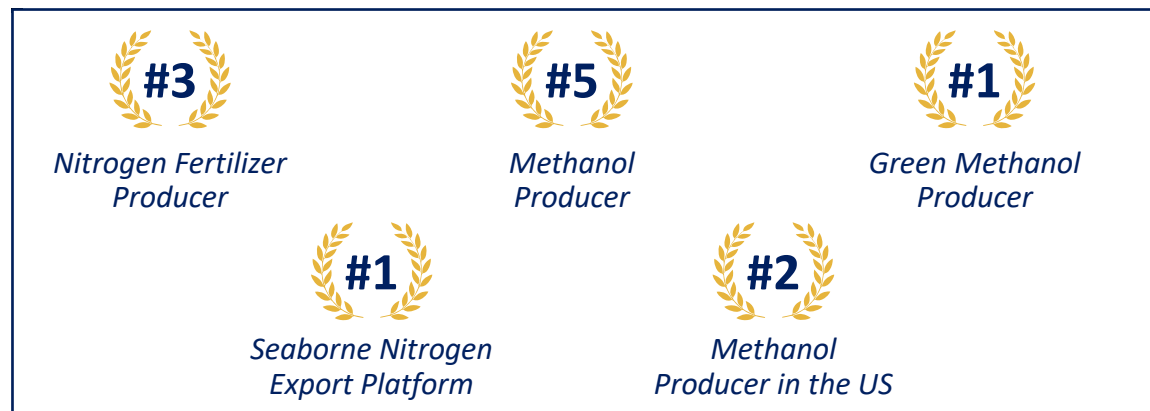 #3
Nitrogen Fertilizer
Producer
#5
Methanol
Producer
#1
Green Methanol
Producer
#1
Seaborne Nitrogen
Export Platform
#2
Methanol
Producer in the US